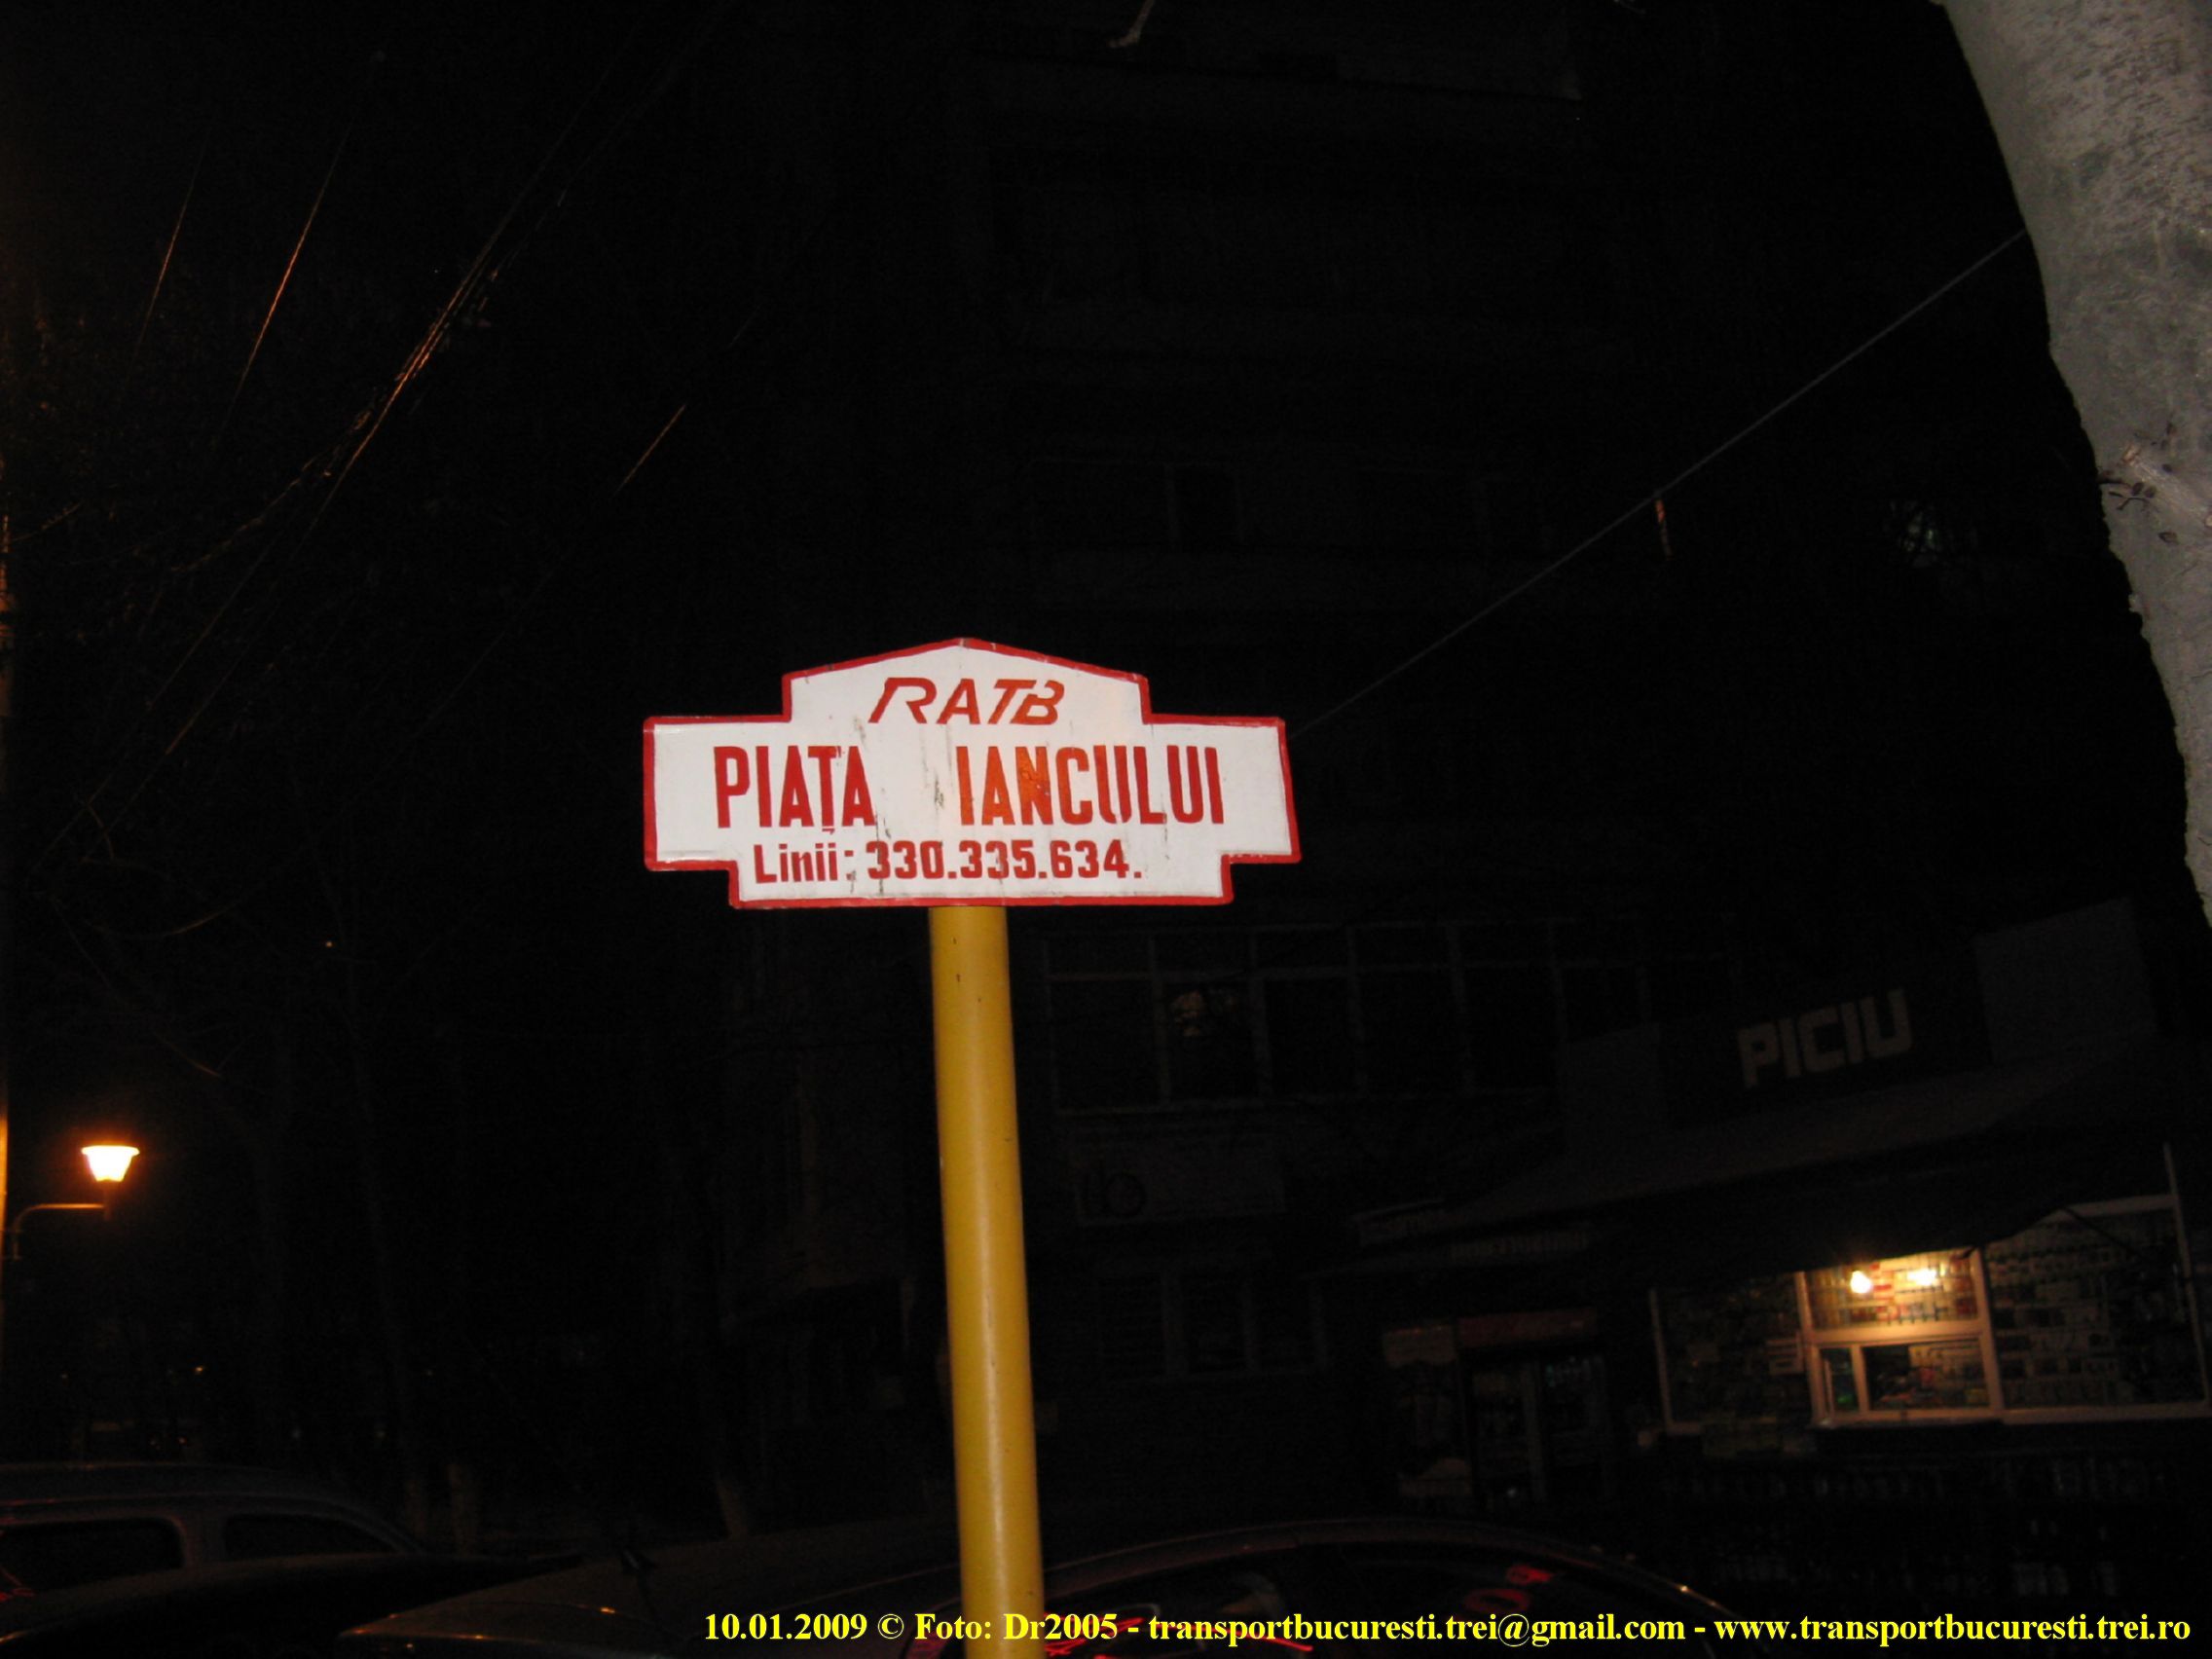 RATB
PIAȚA IANCULUI
Linii: 330.335.634.
PICIU
10.01.2009 © Foto: Dr2005 - transportbucuresti.trei@gmail.com - www.transportbucuresti.trei.ro